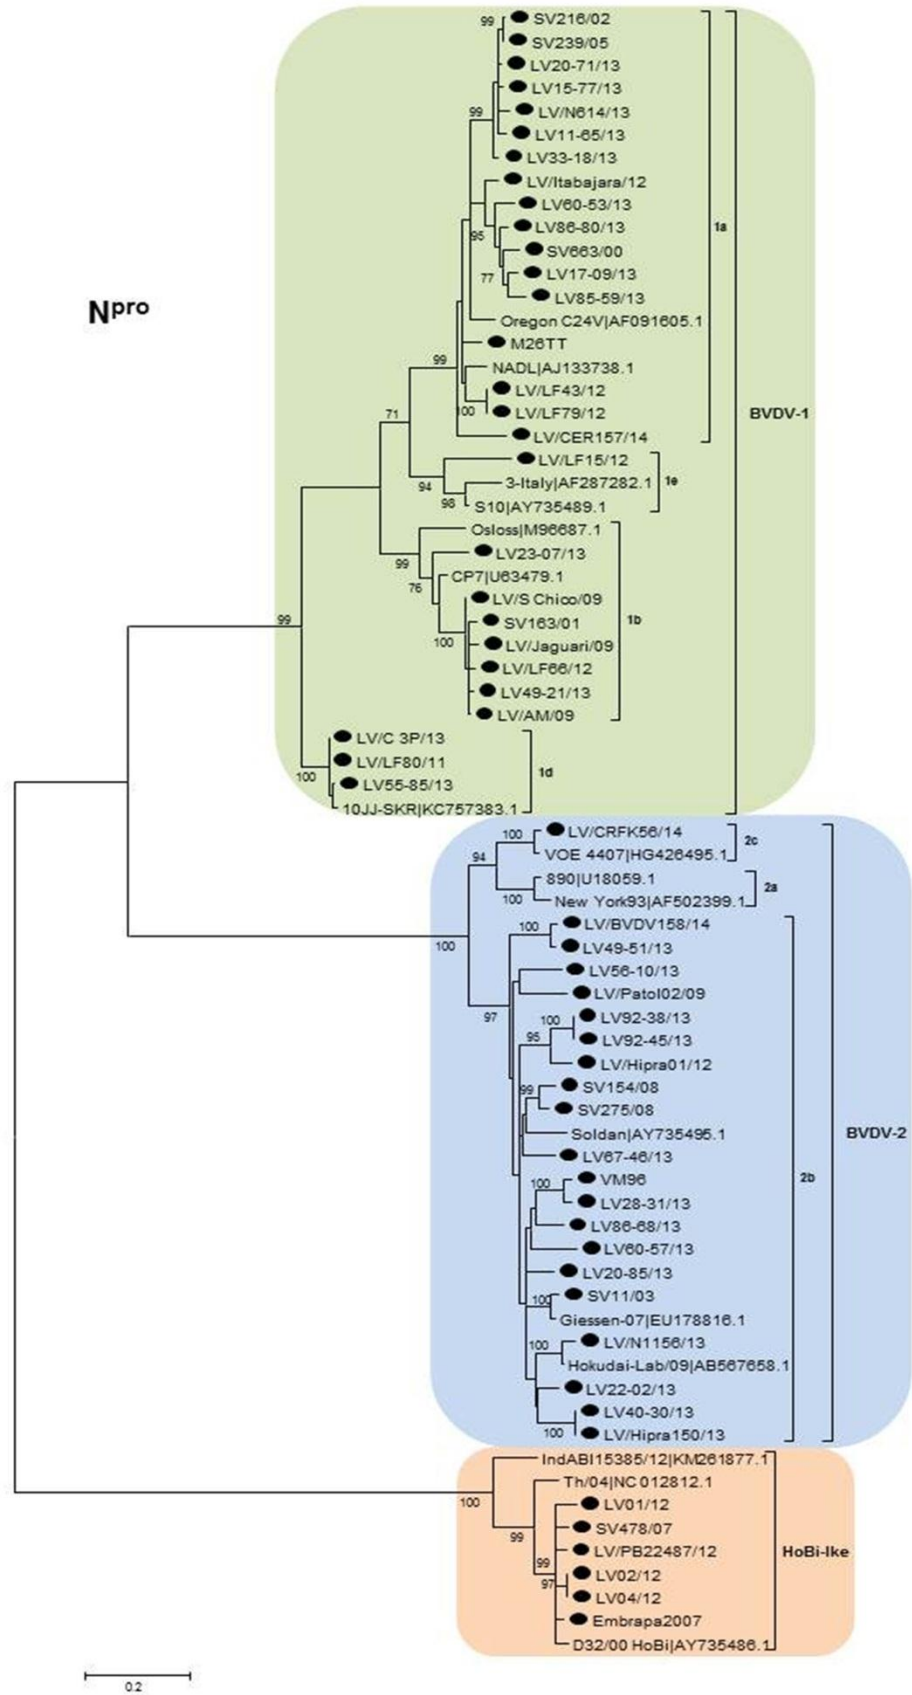 99
SV216/02
SV239/05
LV20-71/13
LV15-77/13
99
LV/N614/13
LV11-65/13
LV33-18/13
LV/Itabajara/12
LV60-53/13
95
LV86-80/13
1a
SV663/00
77
LV17-09/13
LV85-59/13
Npro
Oregon C24V|AF091605.1
M26TT
99
NADL|AJ133738.1
LV/LF43/12
100
LV/LF79/12
71
BVDV-1
LV/CER157/14
LV/LF15/12
94
3-Italy|AF287282.1
1e
98
S10|AY735489.1
Osloss|M96687.1
LV23-07/13
99
CP7|U63479.1
76
LV/S Chico/09
99
SV163/01
1b
100
LV/Jaguari/09
LV/LF66/12
LV49-21/13
LV/AM/09
LV/C 3P/13
LV/LF80/11
100
1d
LV55-85/13
10JJ-SKR|KC757383.1
100
LV/CRFK56/14
2c
94
VOE 4407|HG426495.1
890|U18059.1
2a
100
New York93|AF502399.1
100
LV/BVDV158/14
100
LV49-51/13
LV56-10/13
LV/Patol02/09
97
100
LV92-38/13
95
LV92-45/13
LV/Hipra01/12
99
SV154/08
SV275/08
Soldan|AY735495.1
BVDV-2
LV67-46/13
100
VM96
2b
LV28-31/13
LV86-68/13
LV60-57/13
LV20-85/13
100
SV11/03
Giessen-07|EU178816.1
100
LV/N1156/13
Hokudai-Lab/09|AB567658.1
LV22-02/13
LV40-30/13
100
LV/Hipra150/13
IndABI15385/12|KM261877.1
Th/04|NC 012812.1
100
LV01/12
99
SV478/07
LV/PB22487/12
HoBi-lke
99
LV02/12
97
LV04/12
Embrapa2007
D32/00 HoBi|AY735486.1
0.2